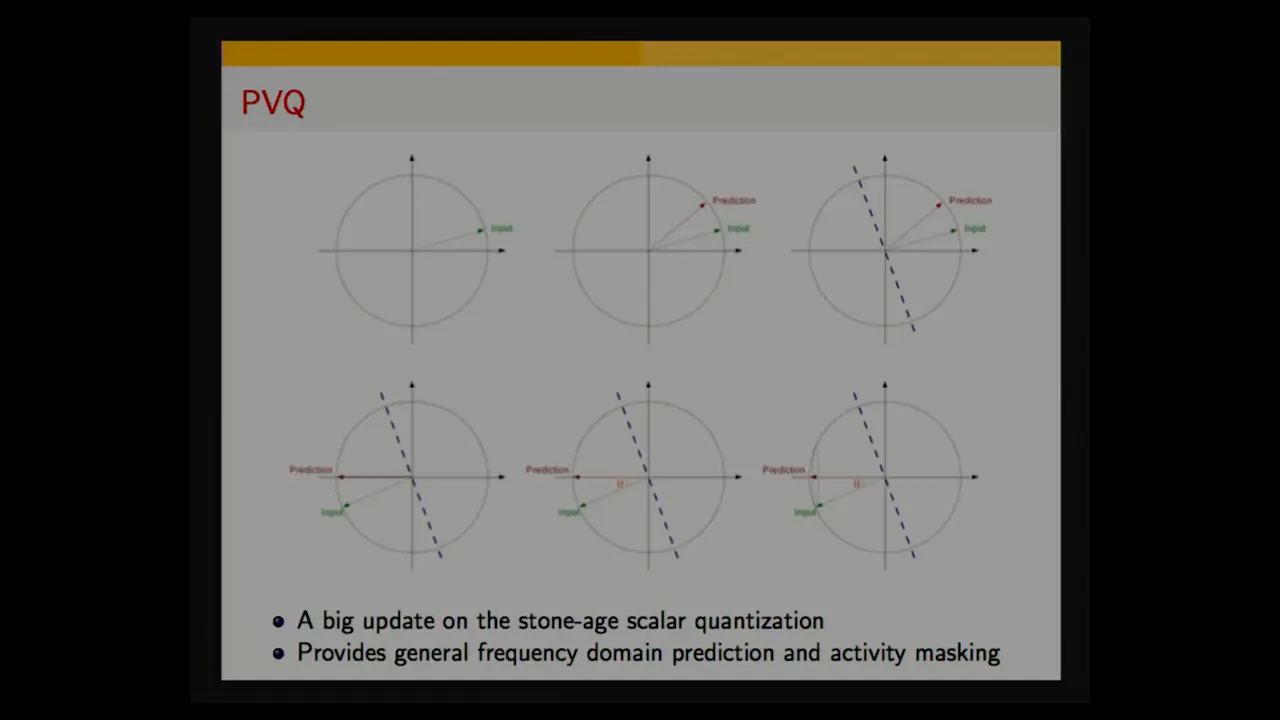 PVQ
Input
Prediction
Input
Prediction
Input
Prediction
Input
Prediction
θ
Input
Prediction
θ
Input
A big update on the stone-age scalar quantization
Provides general frequency domain prediction and activity masking